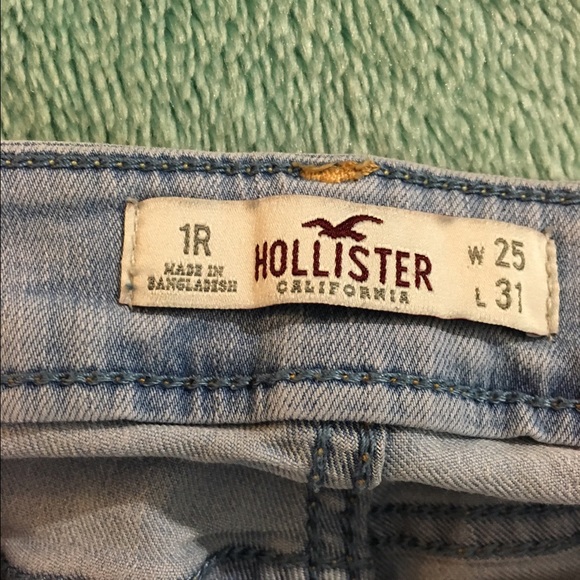 1R
MADE IN
BANGLADESH
HOLLISTER
CALIFORNIA
W 25
L 31